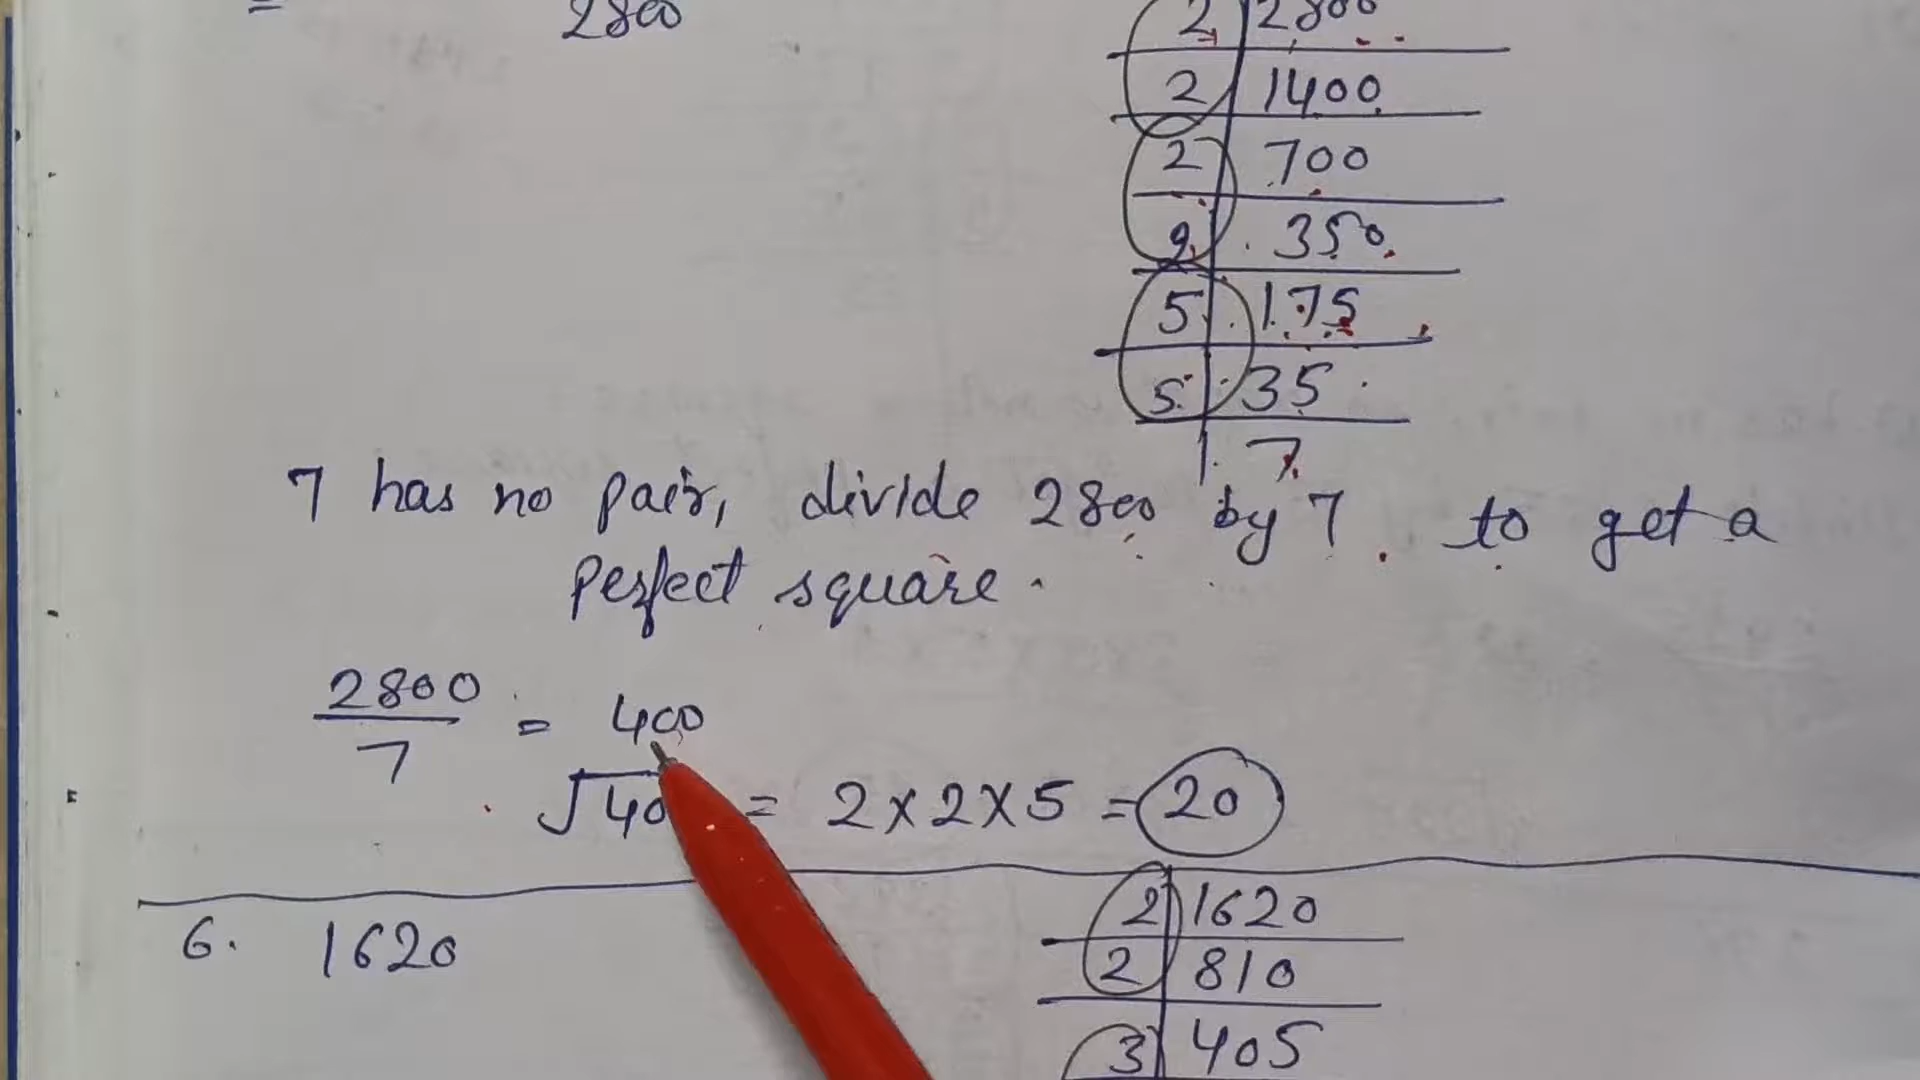 = 2800
2 | 2800
2 | 1400
2 | 700
2 | 350
5 | 175
5 | 35
7
7 has no pair, divide 2800 by 7 to get a
perfect square.
2800/7 = 400
√40 = 2×2×5 = 20
6. 1620
2 | 1620
2 | 810
3 | 405